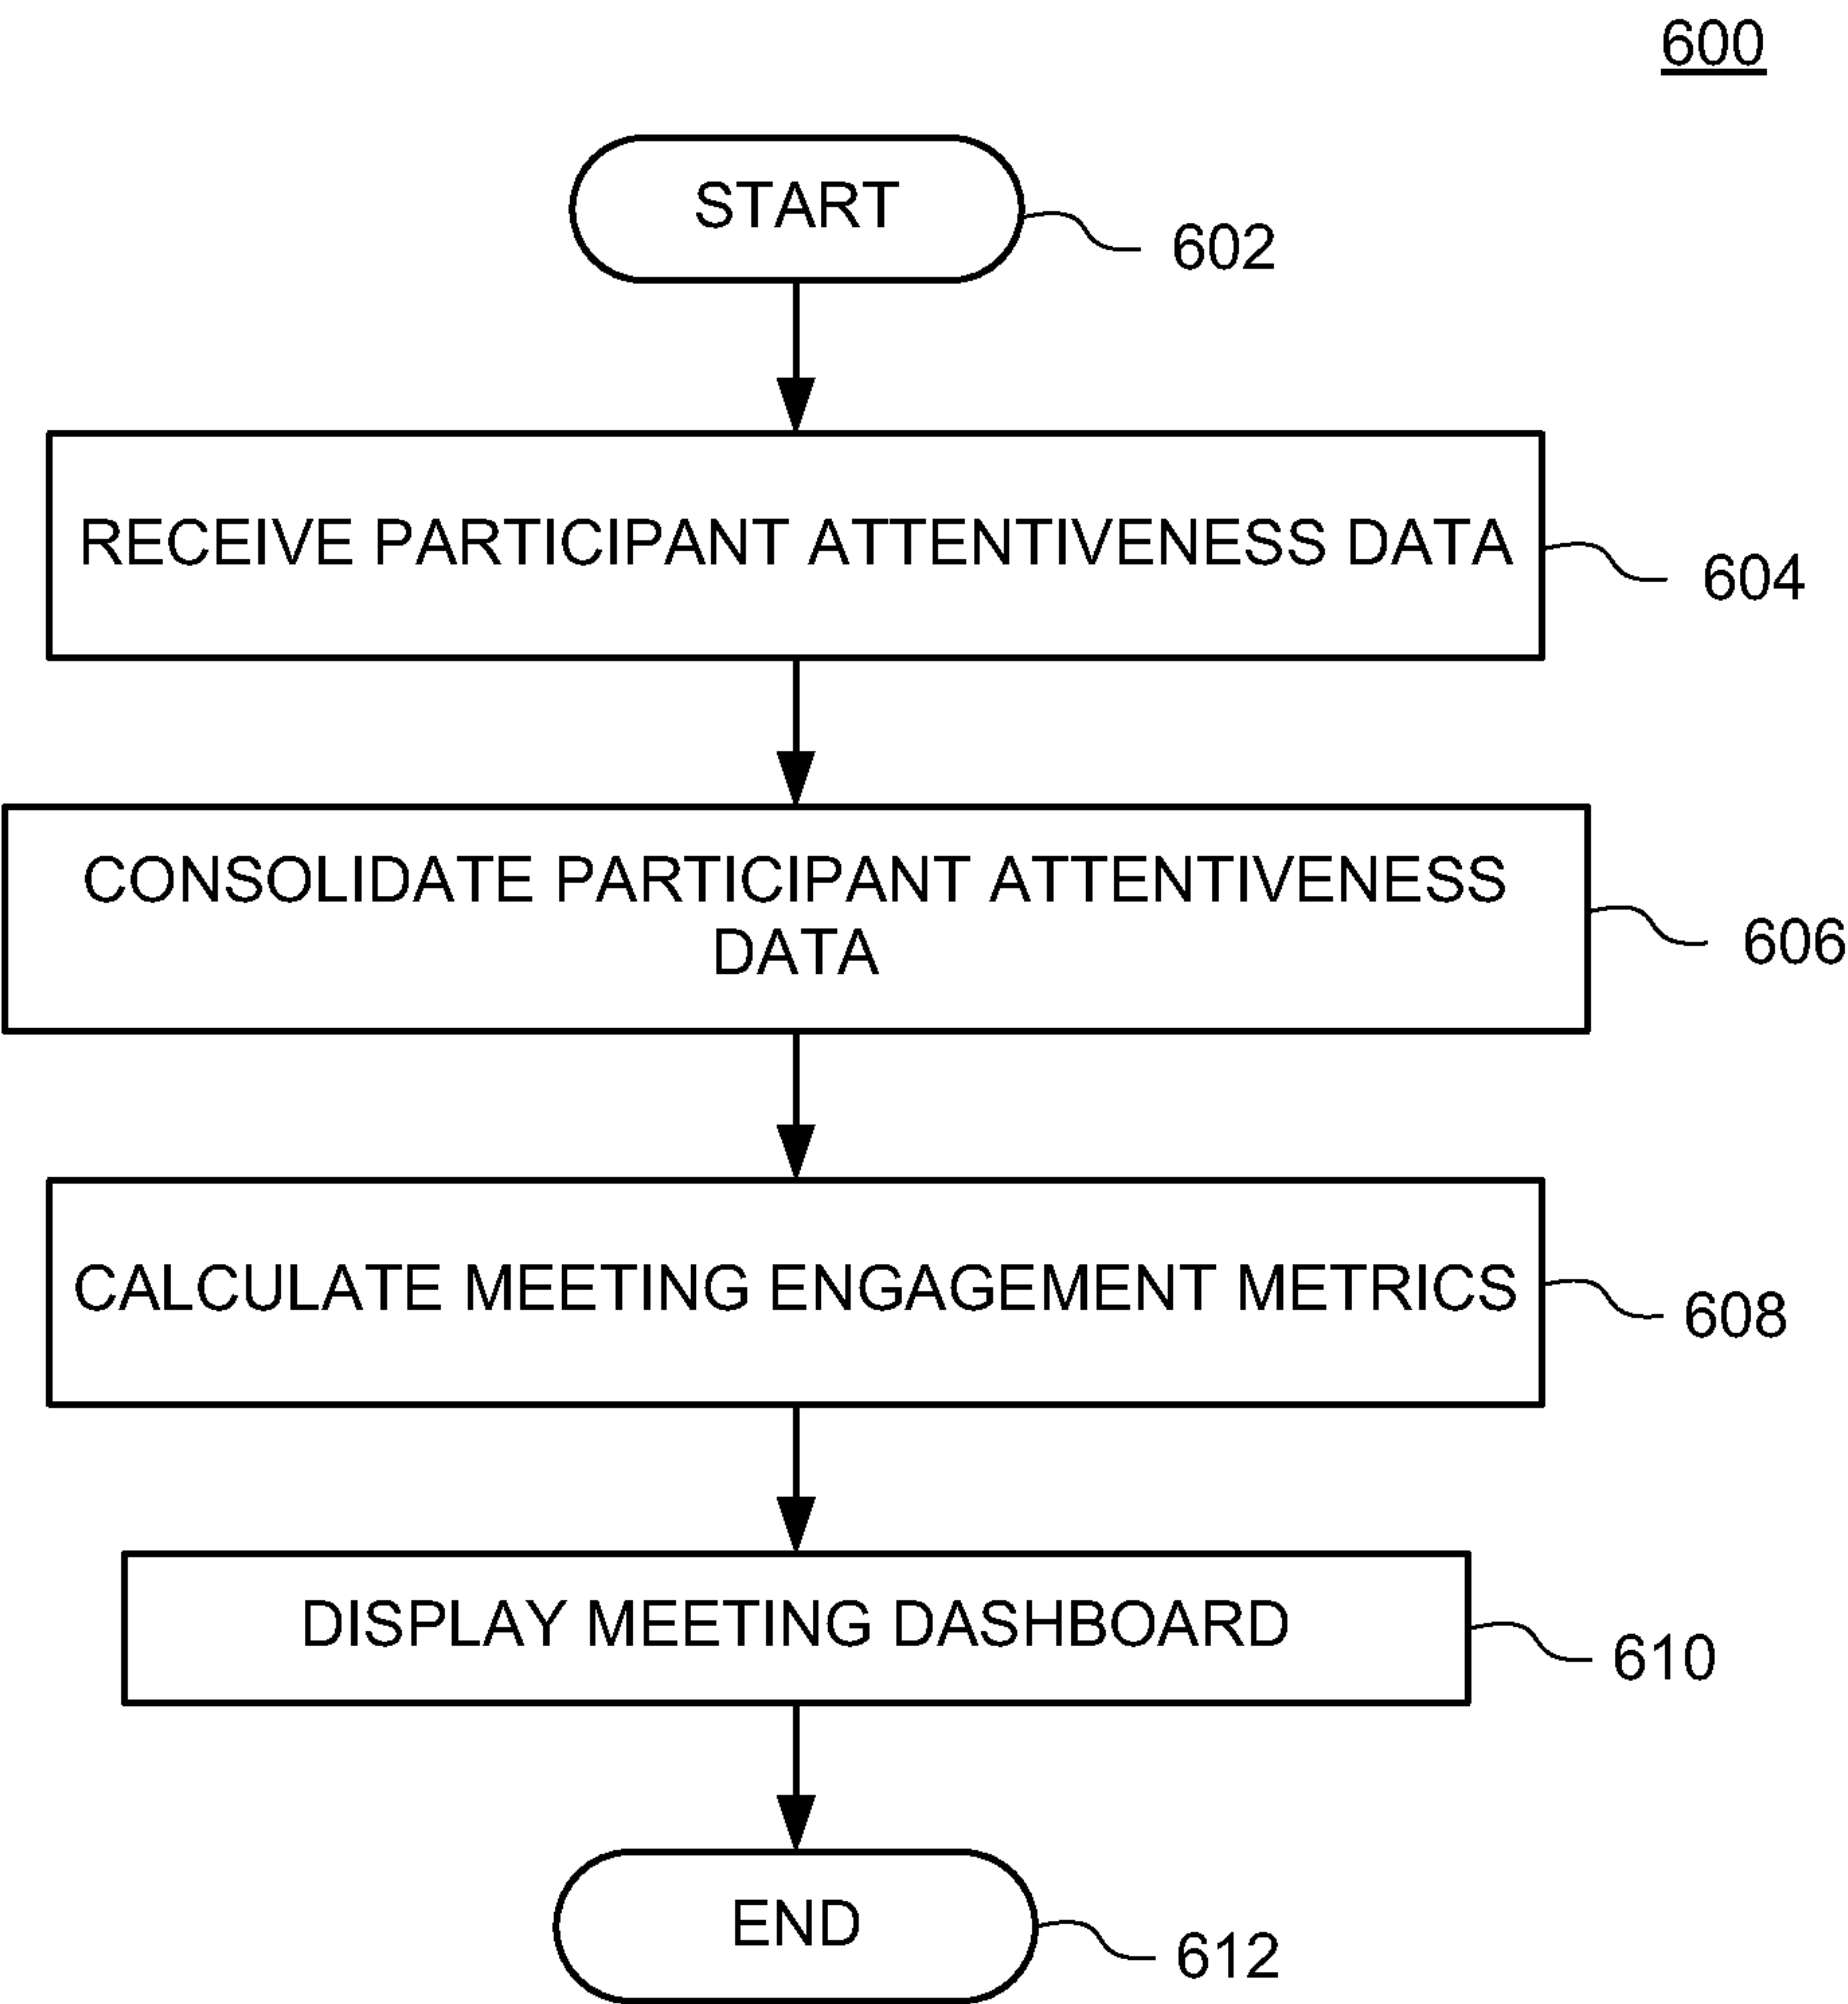 600
START
602
RECEIVE PARTICIPANT ATTENTIVENESS DATA
604
CONSOLIDATE PARTICIPANT ATTENTIVENESS
DATA
606
CALCULATE MEETING ENGAGEMENT METRICS
608
DISPLAY MEETING DASHBOARD
610
END
612